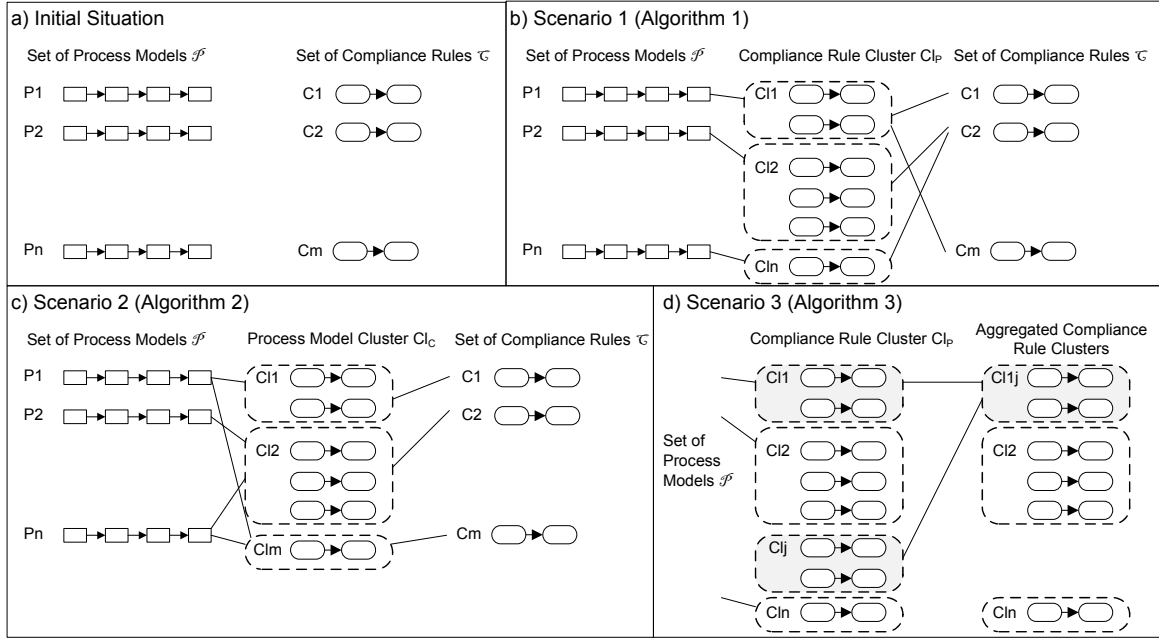 a) Initial Situation
Set of Process Models 𝒫
Set of Compliance Rules 𝒞
P1
C1
P2
C2
Pn
Cm
b) Scenario 1 (Algorithm 1)
Set of Process Models 𝒫
Compliance Rule Cluster ClP
Set of Compliance Rules 𝒞
P1
Cl1
C1
P2
C2
Cl2
Pn
Cln
Cm
c) Scenario 2 (Algorithm 2)
Set of Process Models 𝒫
Process Model Cluster ClC
Set of Compliance Rules 𝒞
P1
Cl1
C1
P2
C2
Cl2
Pn
Clm
Cm
d) Scenario 3 (Algorithm 3)
Compliance Rule Cluster ClP
Aggregated Compliance
Rule Clusters
Cl1
Cl1j
Set of
Process
Models 𝒫
Cl2
Cl2
Clj
Cln
Cln